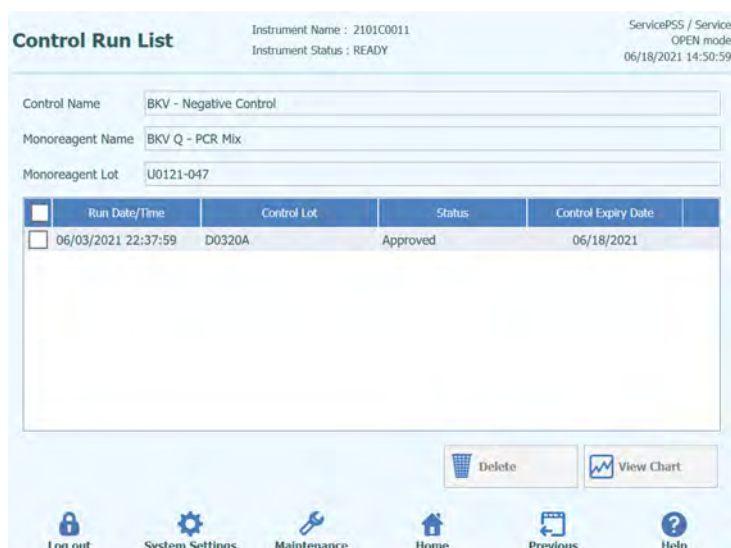 Control Run List
Instrument Name : 2101C0011
Instrument Status : READY
ServicePSS / Service
OPEN mode
06/18/2021 14:50:59
Control Name BKV - Negative Control
Monoreagent Name BKV Q - PCR Mix
Monoreagent Lot U0121-047
Run Date/Time Control Lot Status Control Expiry Date
06/03/2021 22:37:59 D0320A Approved 06/18/2021
Delete View Chart
Log out System Settings Maintenance Home Previous Help